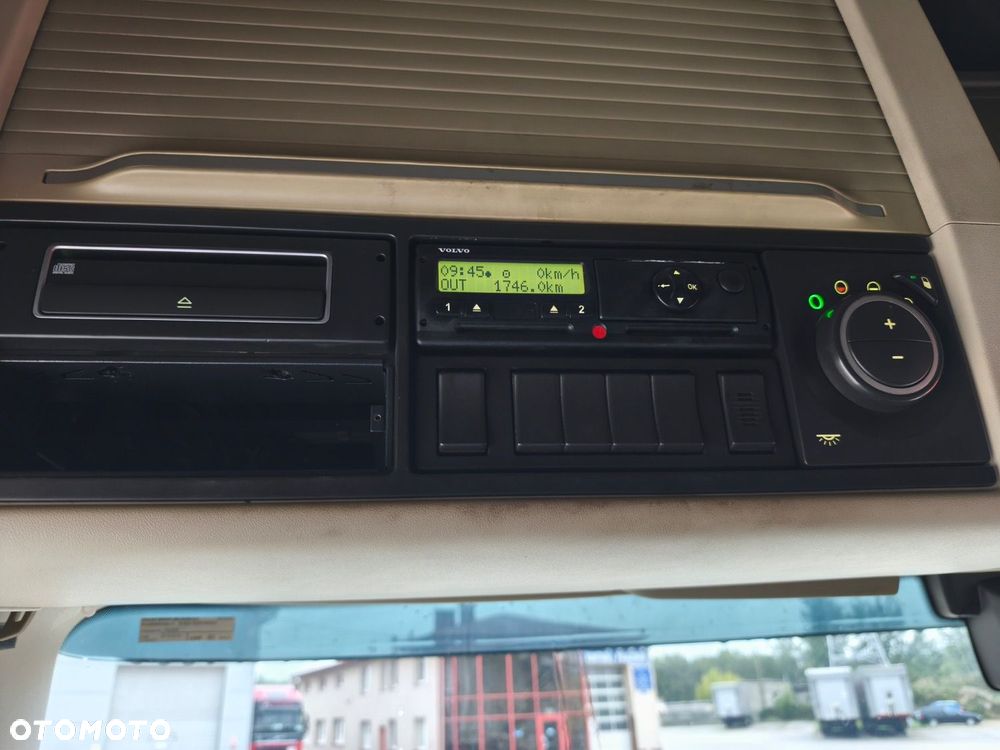 VOLVO
09:45 0km/h
OUT 1746.0km
1 2
OK
+
-
OTOMOTO